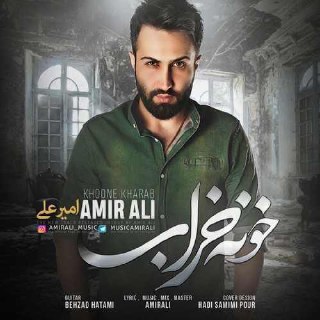 KHOONE KHARAB
امیر علی AMIR ALI
AMIRALI_MUSIC MUSICAMIRALI
خونه خراب
GUITAR LYRIC . MUSIC . MIX . MASTER COVER DESIGN
BEHZAD HATAMI AMIRALI HADI SAMIMI POUR